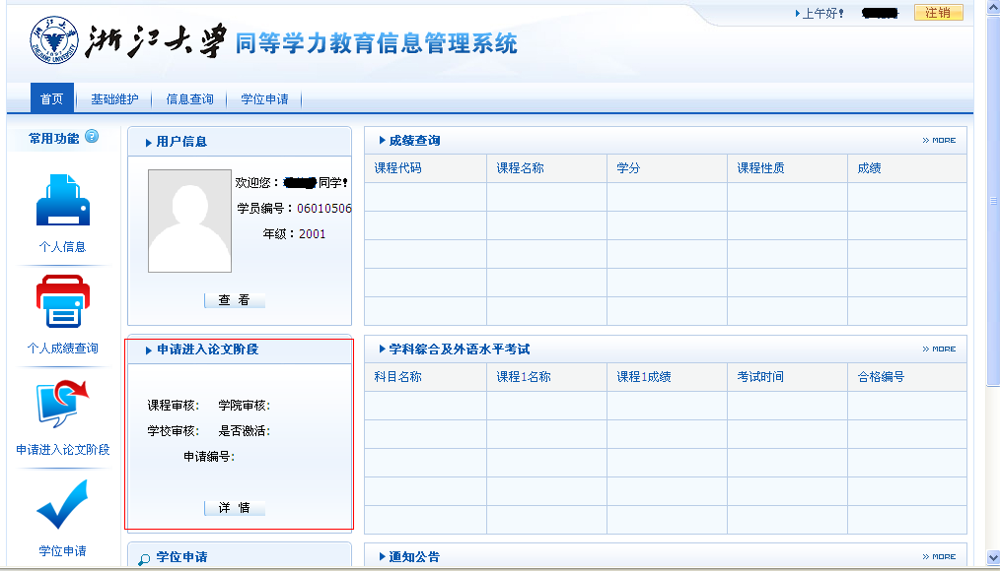 上午好! 注销
浙江大学 同等学力教育信息管理系统
首页 基础维护 信息查询 学位申请
常用功能 ?
个人信息
个人成绩查询
申请进入论文阶段
学位申请
用户信息
欢迎您: 同学!
学员编号:06010506
年级:2001
查 看
成绩查询 >> MORE
课程代码 课程名称 学分 课程性质 成绩
申请进入论文阶段
课程审核: 学院审核:
学校审核: 是否激活:
申请编号:
详 情
学科综合及外语水平考试 >> MORE
科目名称 课程1名称 课程1成绩 考试时间 合格编号
学位申请
通知公告 >> MORE